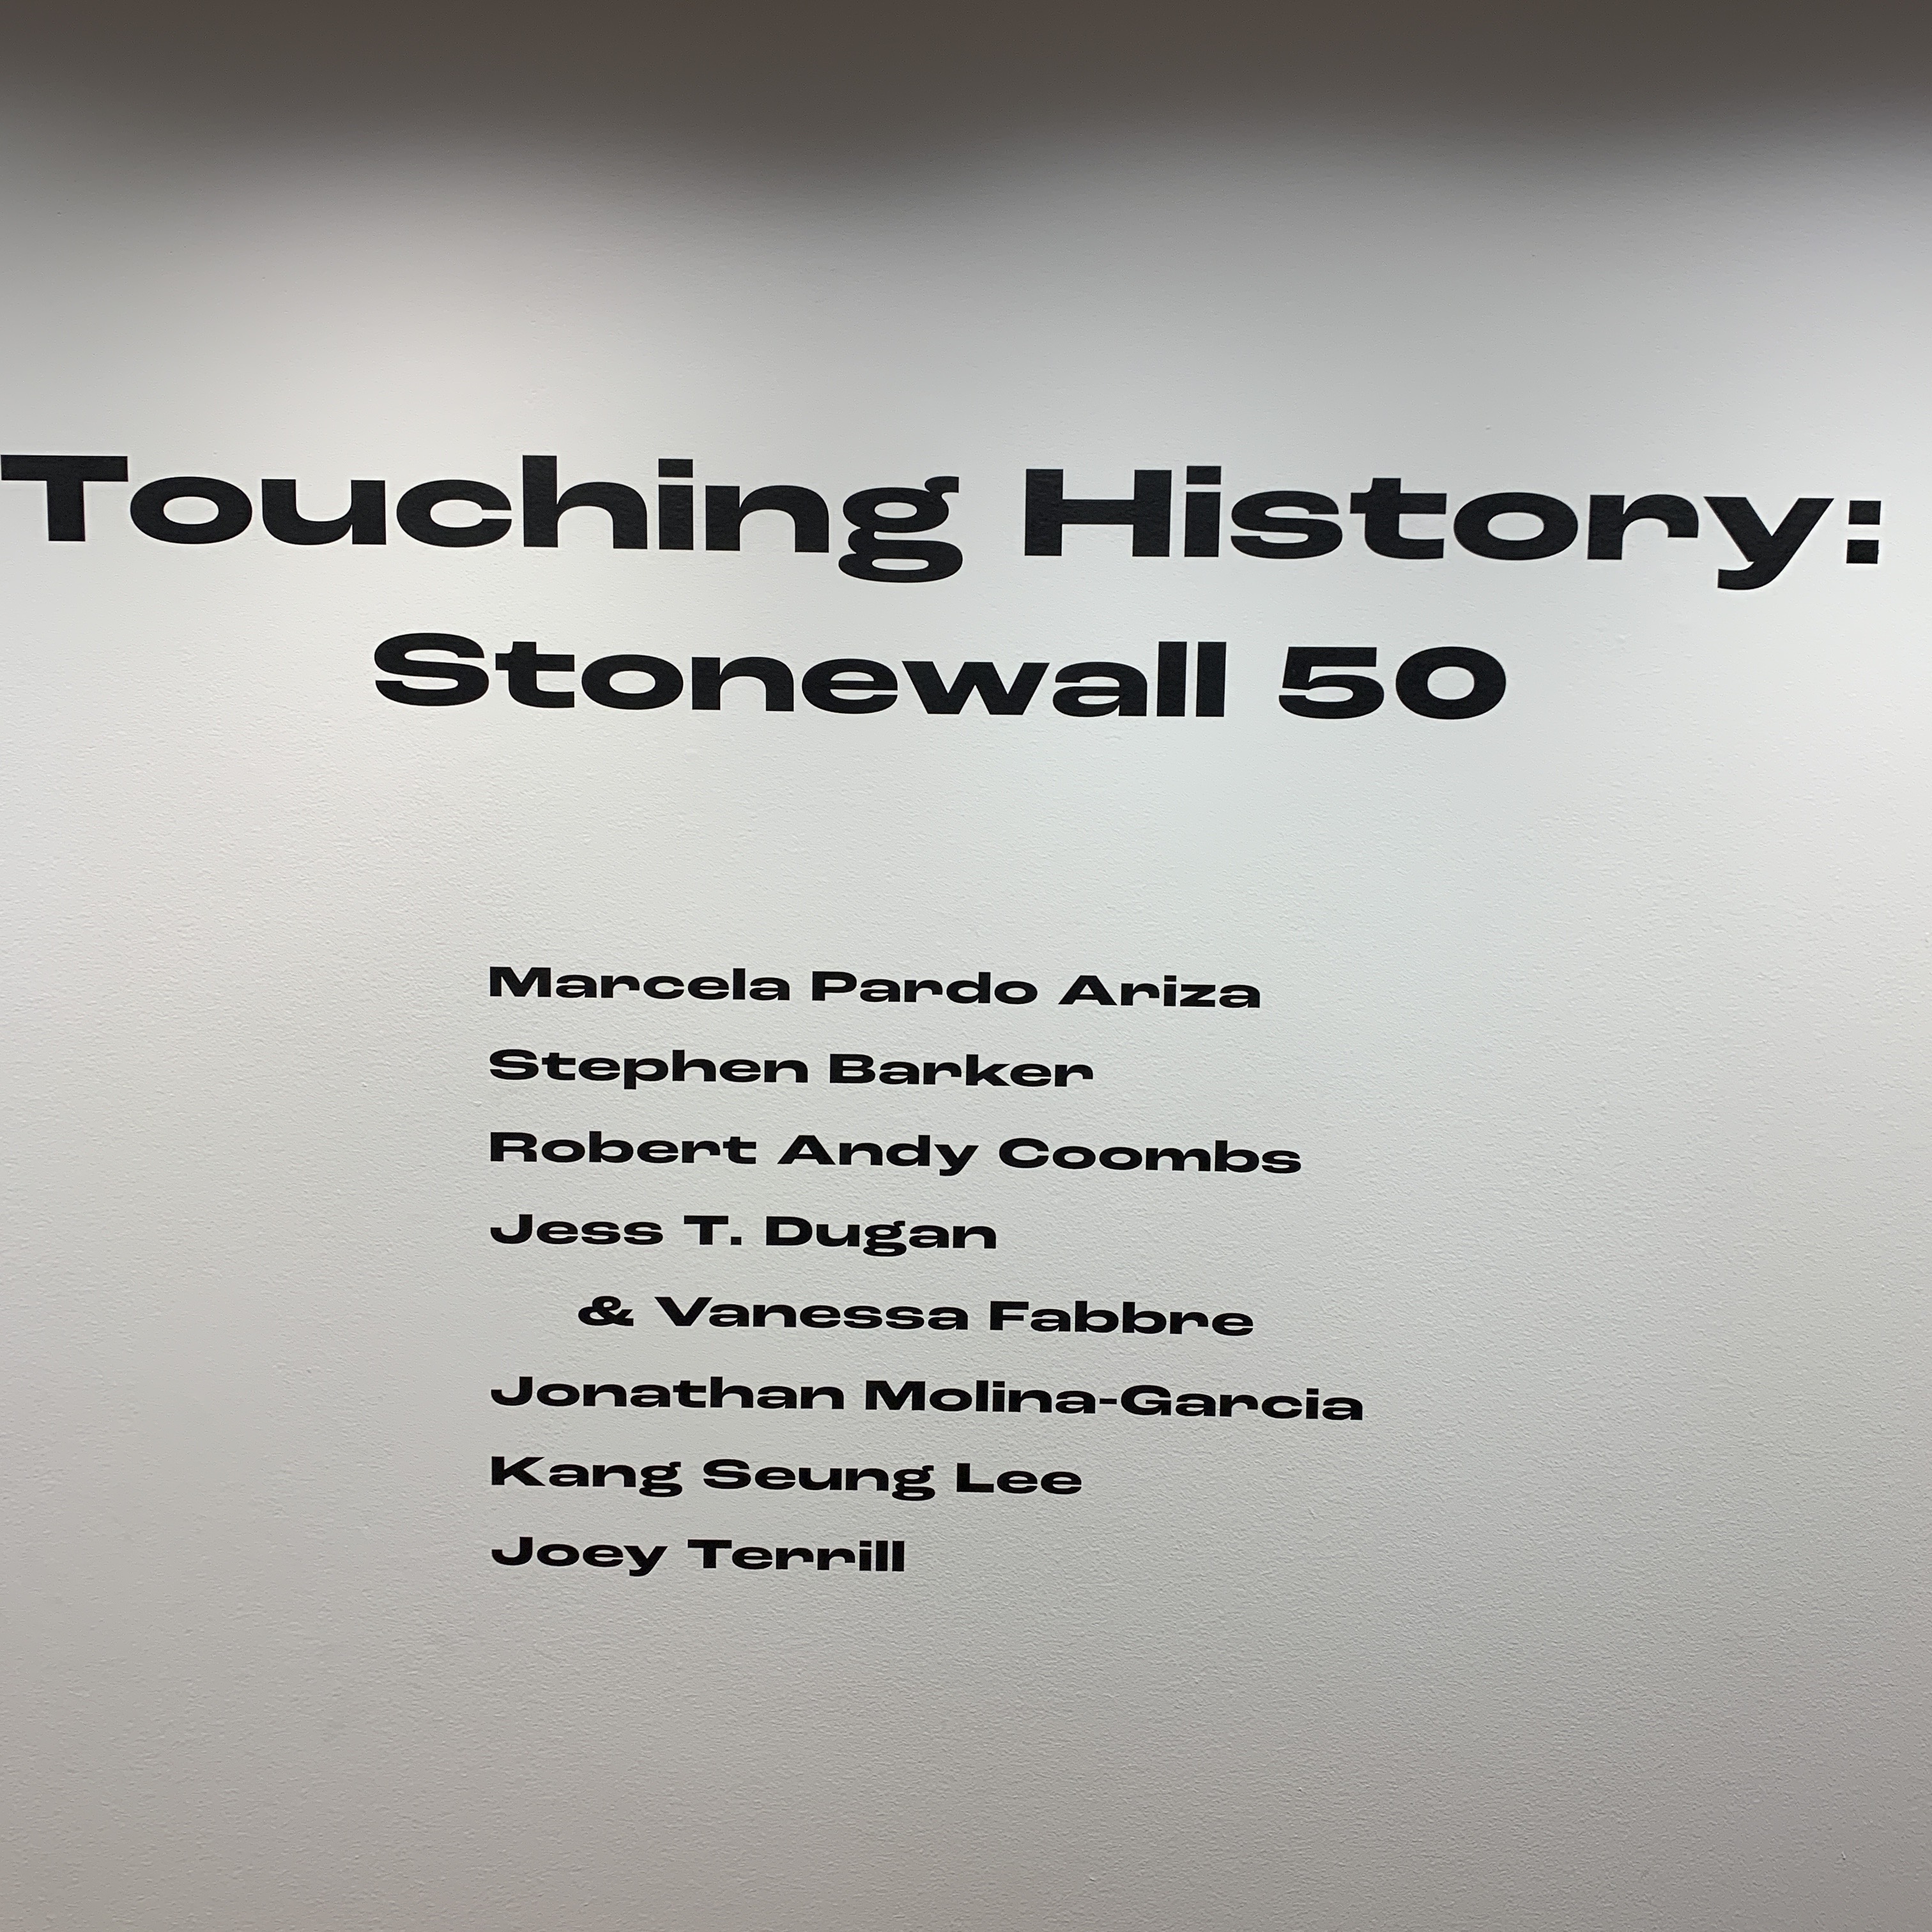 Touching History:
Stonewall 50
Marcela Pardo Ariza
Stephen Barker
Robert Andy Coombs
Jess T. Dugan
& Vanessa Fabbre
Jonathan Molina-Garcia
Kang Seung Lee
Joey Terrill